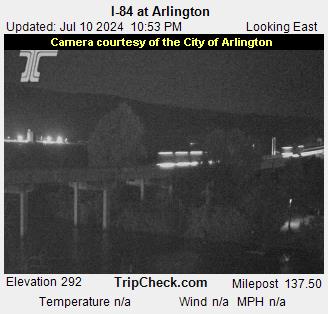 I-84 at Arlington
Updated: Jul 10 2024 10:53 PM Looking East
Camera courtesy of the City of Arlington
Elevation 292 TripCheck.com Milepost 137.50
Temperature n/a Wind n/a MPH n/a